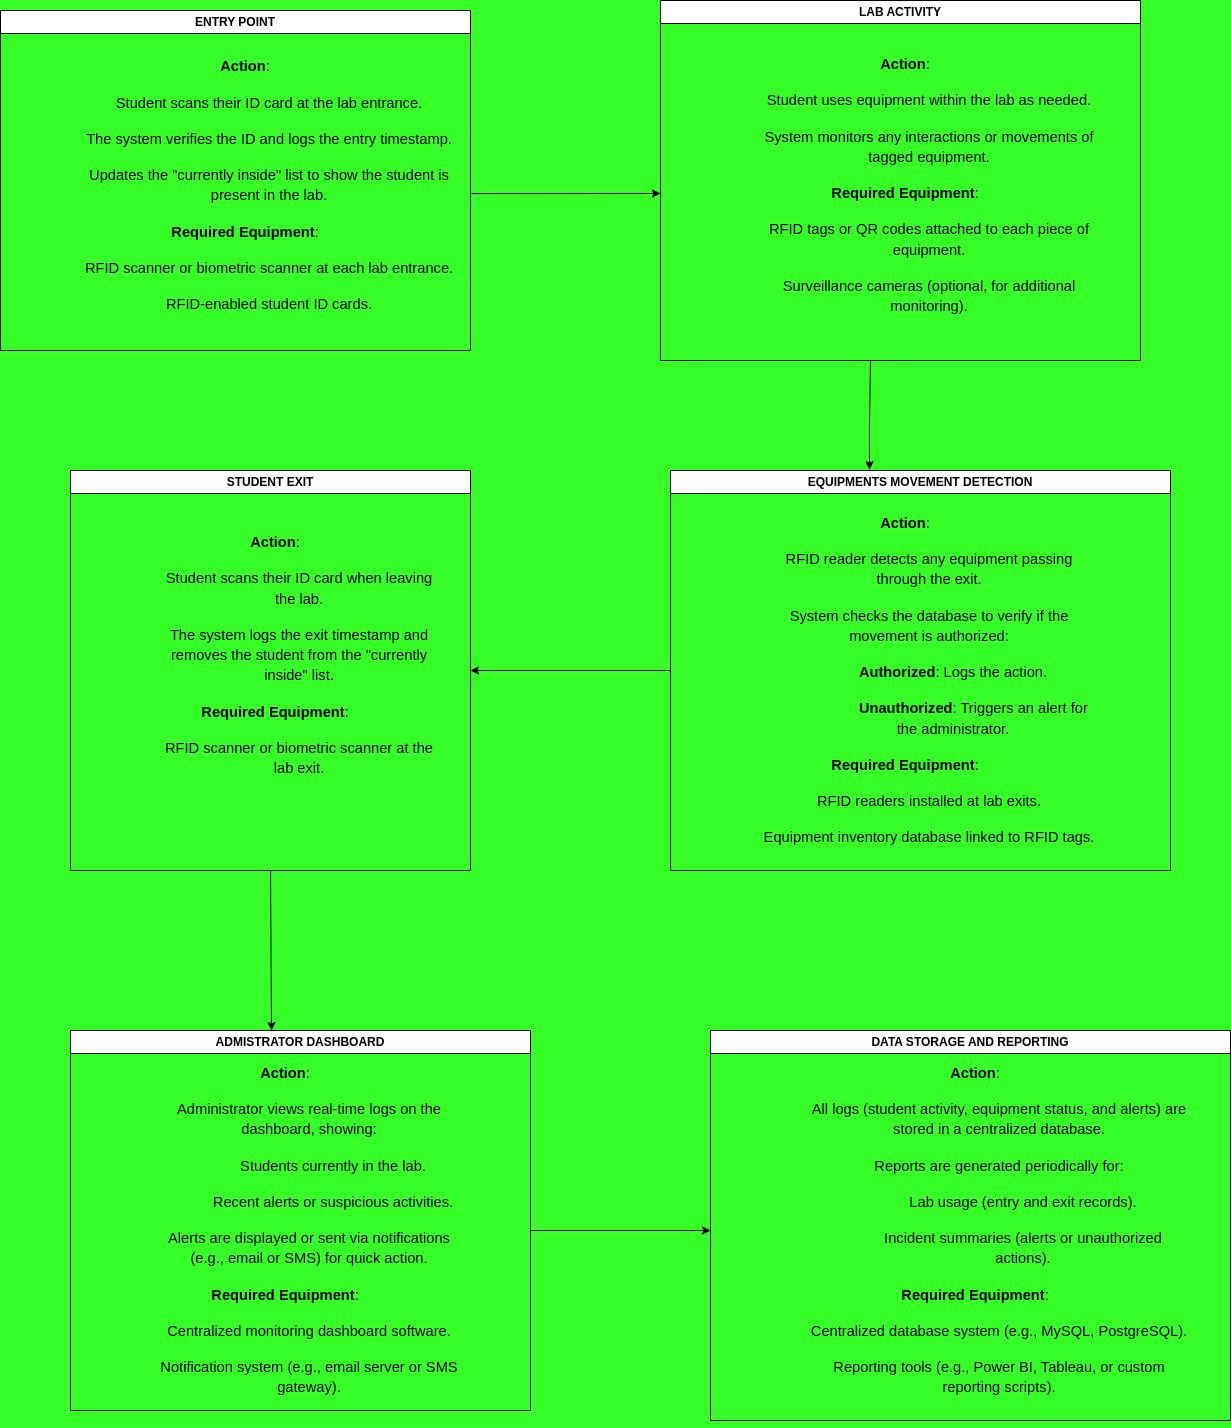 ENTRY POINT
Action:
Student scans their ID card at the lab entrance.
The system verifies the ID and logs the entry timestamp.
Updates the "currently inside" list to show the student is
present in the lab.
Required Equipment:
RFID scanner or biometric scanner at each lab entrance.
RFID-enabled student ID cards.
LAB ACTIVITY
Action:
Student uses equipment within the lab as needed.
System monitors any interactions or movements of
tagged equipment.
Required Equipment:
RFID tags or QR codes attached to each piece of
equipment.
Surveillance cameras (optional, for additional
monitoring).
EQUIPMENTS MOVEMENT DETECTION
Action:
RFID reader detects any equipment passing
through the exit.
System checks the database to verify if the
movement is authorized:
Authorized: Logs the action.
Unauthorized: Triggers an alert for
the administrator.
Required Equipment:
RFID readers installed at lab exits.
Equipment inventory database linked to RFID tags.
STUDENT EXIT
Action:
Student scans their ID card when leaving
the lab.
The system logs the exit timestamp and
removes the student from the "currently
inside" list.
Required Equipment:
RFID scanner or biometric scanner at the
lab exit.
ADMISTRATOR DASHBOARD
Action:
Administrator views real-time logs on the
dashboard, showing:
Students currently in the lab.
Recent alerts or suspicious activities.
Alerts are displayed or sent via notifications
(e.g., email or SMS) for quick action.
Required Equipment:
Centralized monitoring dashboard software.
Notification system (e.g., email server or SMS
gateway).
DATA STORAGE AND REPORTING
Action:
All logs (student activity, equipment status, and alerts) are
stored in a centralized database.
Reports are generated periodically for:
Lab usage (entry and exit records).
Incident summaries (alerts or unauthorized
actions).
Required Equipment:
Centralized database system (e.g., MySQL, PostgreSQL).
Reporting tools (e.g., Power BI, Tableau, or custom
reporting scripts).